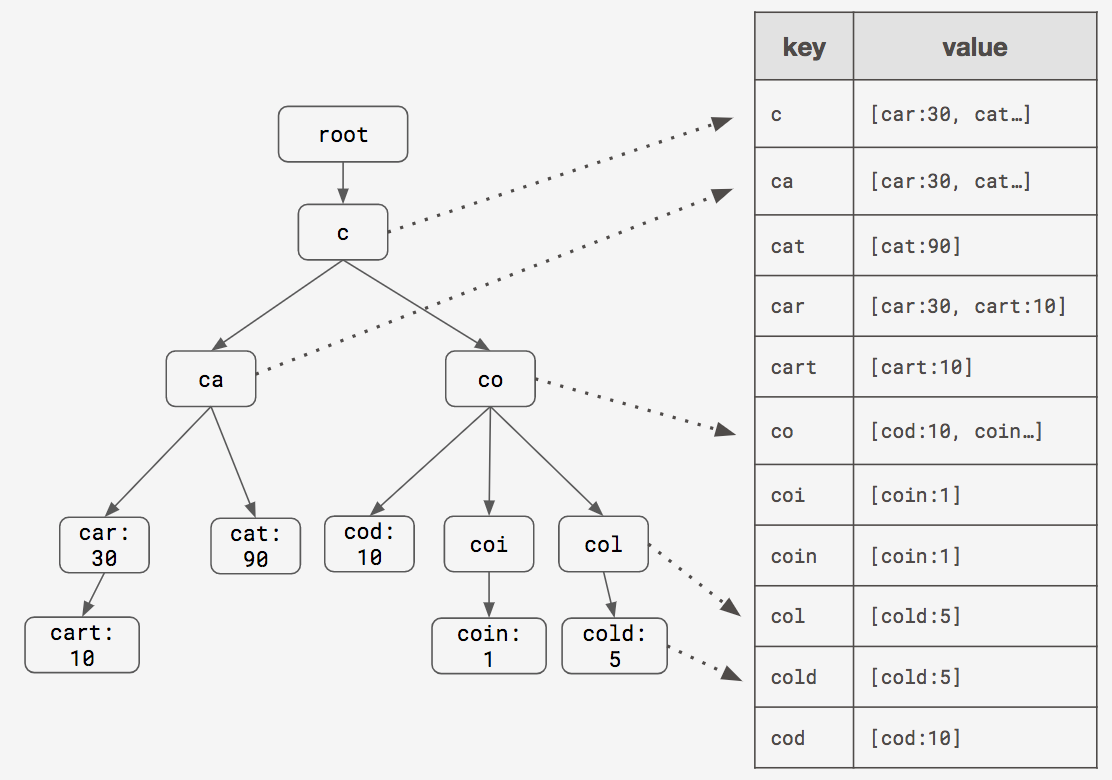 root
c
ca
co
car:
30
cat:
90
cod:
10
coi
col
cart:
10
coin:
1
cold:
5
key value
c [car:30, cat…]
ca [car:30, cat…]
cat [cat:90]
car [car:30, cart:10]
cart [cart:10]
co [cod:10, coin…]
coi [coin:1]
coin [coin:1]
col [cold:5]
cold [cold:5]
cod [cod:10]